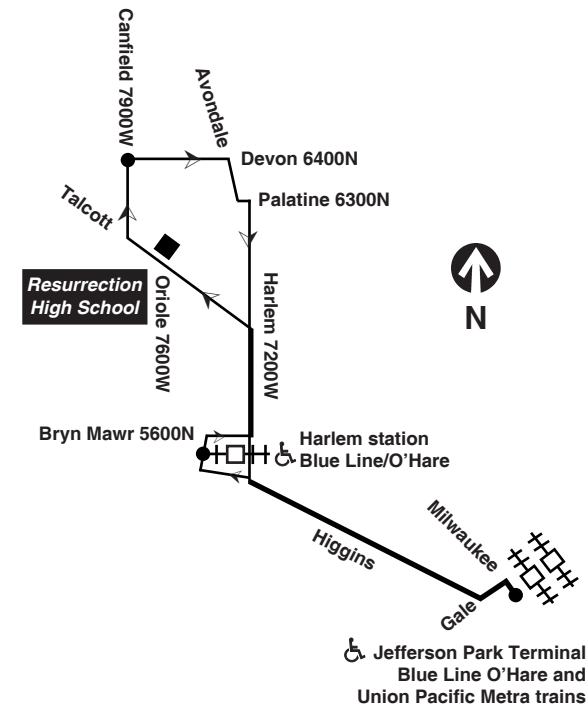 Canfield 7900W
Avondale
Devon 6400N
Palatine 6300N
Talcott
Resurrection
High School
Oriole 7600W
Harlem 7200W
N
Bryn Mawr 5600N
Harlem station
Blue Line/O'Hare
Higgins
Milwaukee
Gale
Jefferson Park Terminal
Blue Line O'Hare and
Union Pacific Metra trains